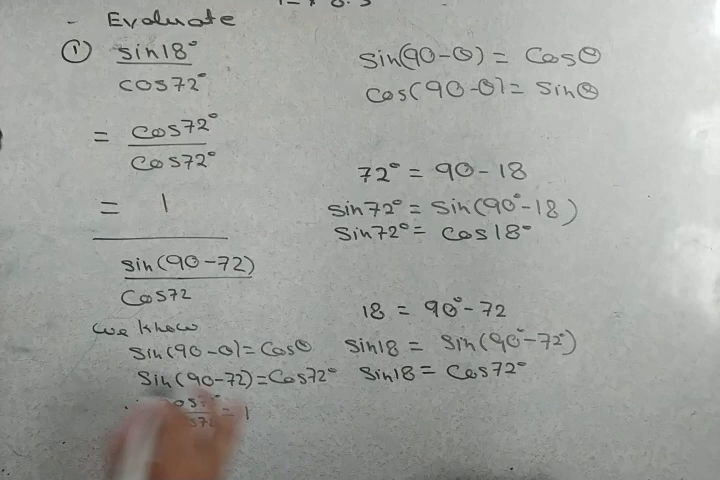 - Evaluate
① sin18°
cos72°
= cos72°
cos72°
= 1
sin(90-72)
cos72
we know
sin(90-θ)=cosθ
sin(90-72)=cos72°
= 1
sin(90-θ) = cosθ
cos(90-θ)= sinθ
72° = 90-18
sin72° = sin(90°-18)
sin72° = cos18°
18 = 90°-72
sin18 = sin(90°-72°)
sin18 = cos72°